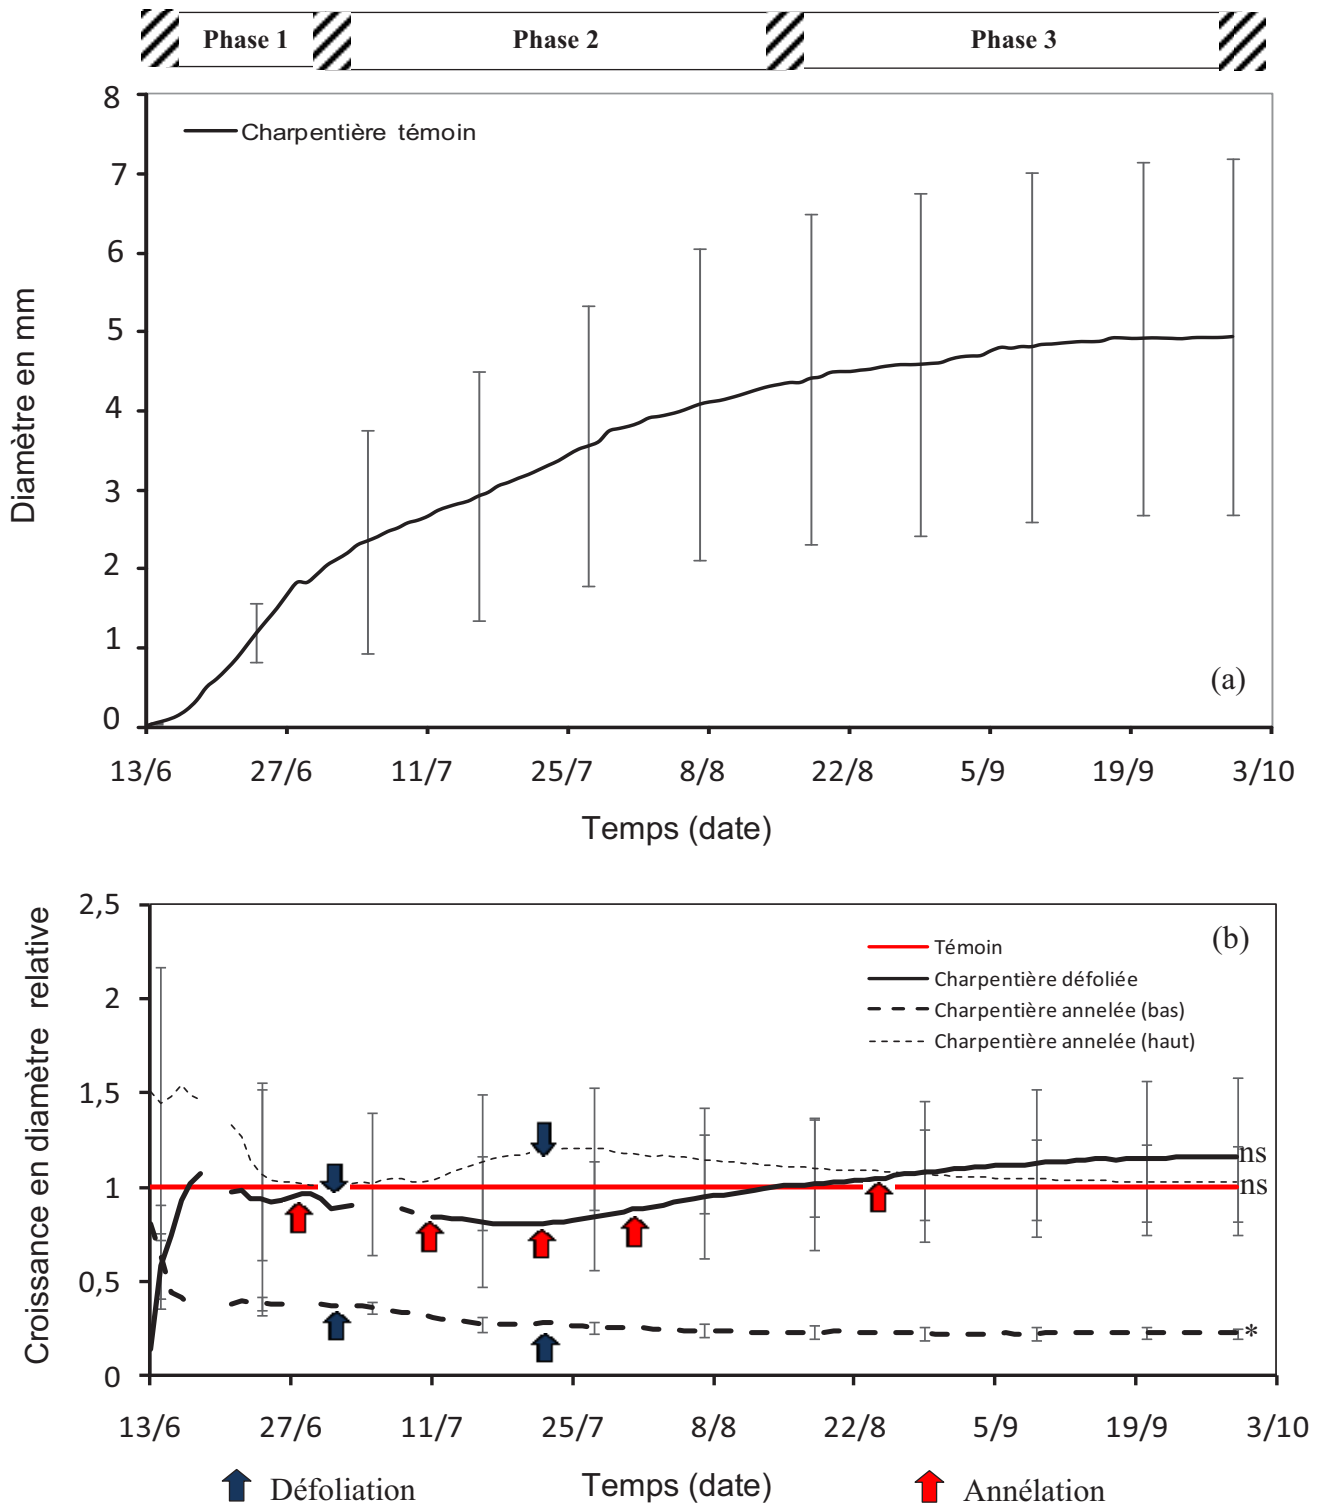 Phase 1 Phase 2 Phase 3
8
Charpentière témoin
7
6
5
4
3
2
1
0
Diamètre en mm
(a)
13/6 27/6 11/7 25/7 8/8 22/8 5/9 19/9 3/10
Temps (date)
2,5
2
1,5
1
0,5
0
Croissance en diamètre relative
(b)
Témoin
Charpentière défoliée
Charpentière annelée (bas)
Charpentière annelée (haut)
ns
ns
*
13/6 27/6 11/7 25/7 8/8 22/8 5/9 19/9 3/10
Défoliation Temps (date) Annélation